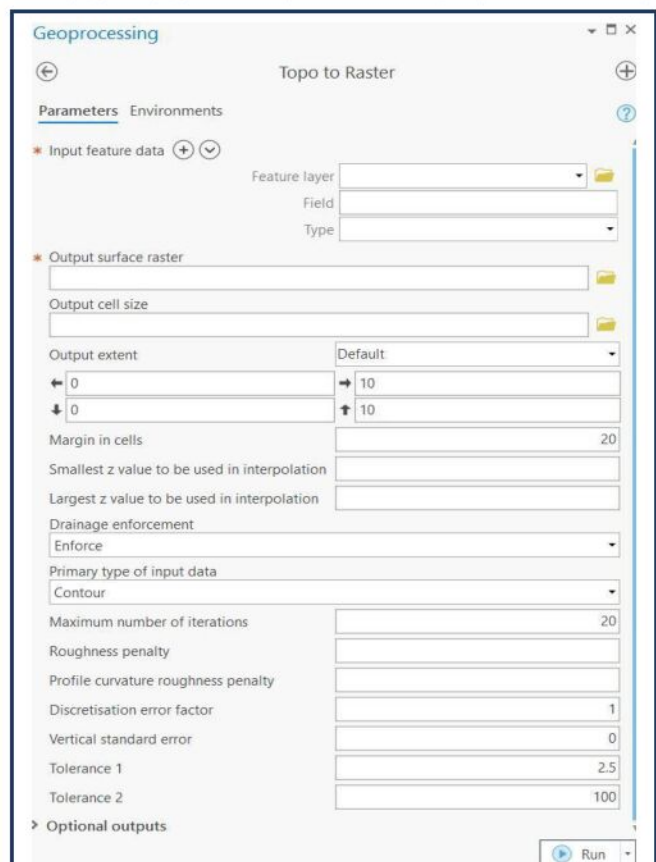 Geoprocessing
Topo to Raster
Parameters Environments
* Input feature data
Feature layer
Field
Type
* Output surface raster
Output cell size
Output extent Default
0 10
0 10
Margin in cells 20
Smallest z value to be used in interpolation
Largest z value to be used in interpolation
Drainage enforcement
Enforce
Primary type of input data
Contour
Maximum number of iterations 20
Roughness penalty
Profile curvature roughness penalty
Discretisation error factor 1
Vertical standard error 0
Tolerance 1 2.5
Tolerance 2 100
Optional outputs
Run